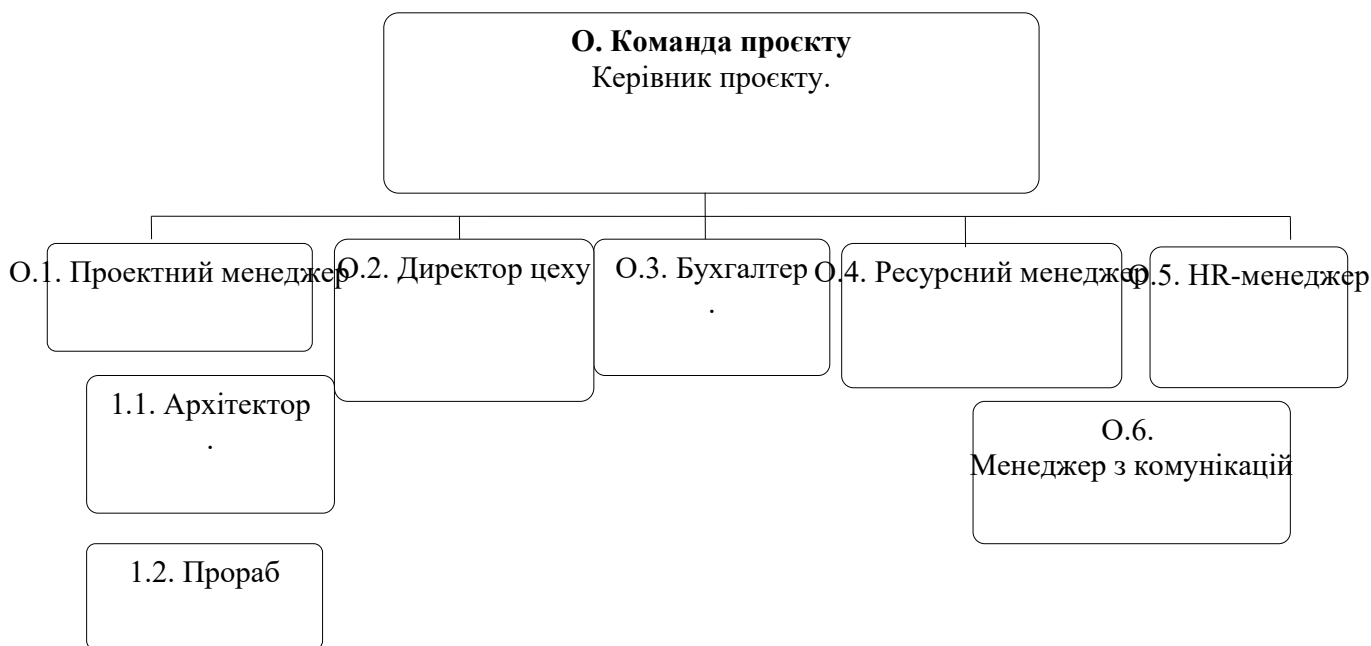 О. Команда проєкту
Керівник проєкту.
О.1. Проектний менеджер
О.2. Директор цеху
О.3. Бухгалтер
.
О.4. Ресурсний менеджер
О.5. HR-менеджер
1.1. Архітектор
.
О.6.
Менеджер з комунікацій
1.2. Прораб